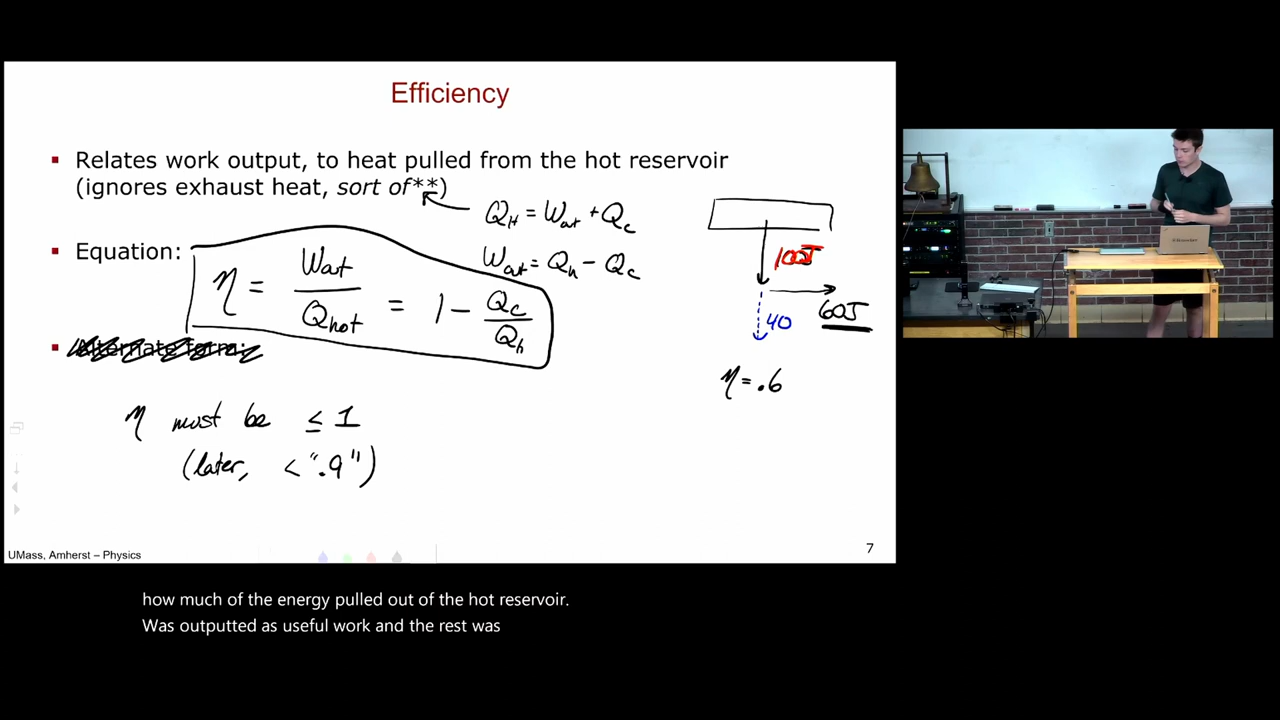 Efficiency
▪ Relates work output, to heat pulled from the hot reservoir
(ignores exhaust heat, sort of**)
Q_H = W_out + Q_c
▪ Equation:
W_out = Q_h − Q_c
η = W_out / Q_hot = 1 − Q_c / Q_h
100J
60J
40
▪ Alternate form:
η = .6
η must be ≤ 1
(later, < ".9")
UMass, Amherst – Physics
7
how much of the energy pulled out of the hot reservoir.
Was outputted as useful work and the rest was